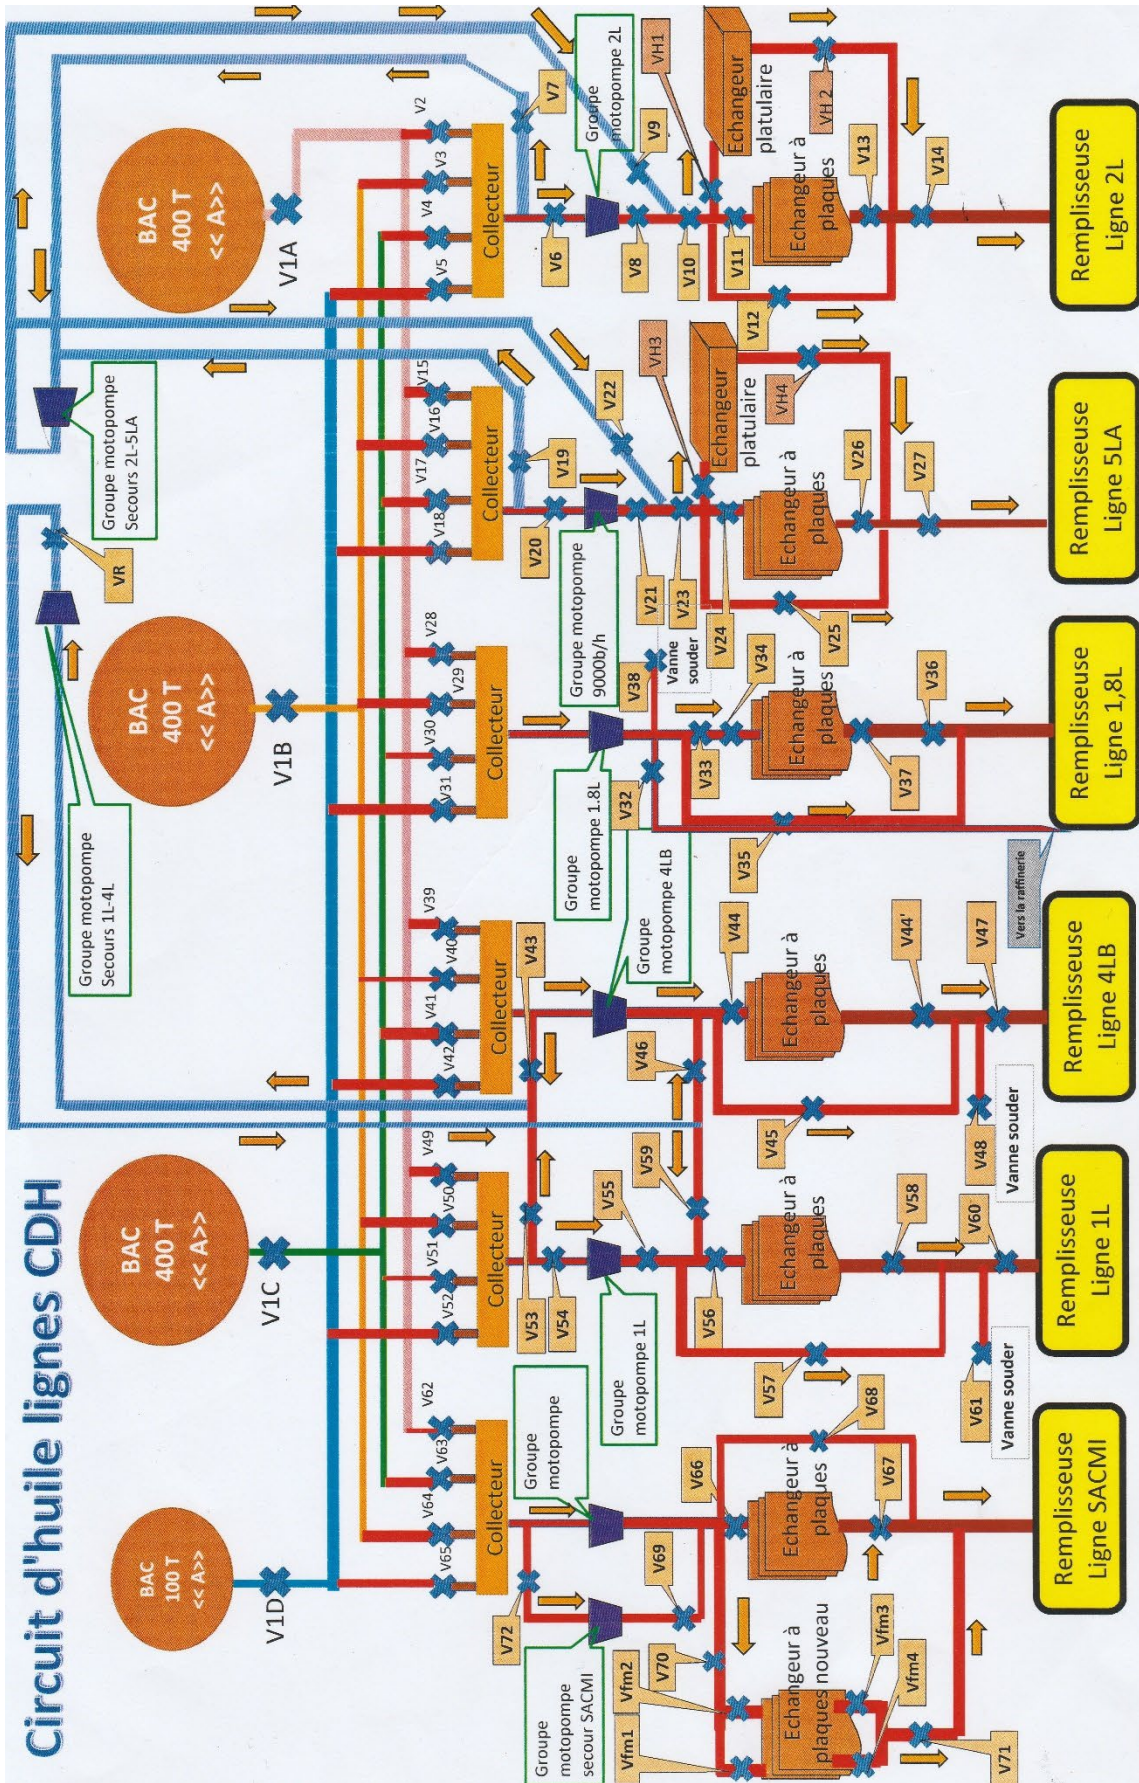 Circuit d'huile lignes CDH
BAC
100 T
<< A>>
V1D
BAC
400 T
<< A>>
V1C
BAC
400 T
<< A>>
V1B
BAC
400 T
<< A>>
V1A
Groupe motopompe
Secours 1L-4L
VR
Groupe motopompe
Secours 2L-5LA
V65
V64
V63
V62
Collecteur
V52
V51
V50
V49
Collecteur
V42
V41
V40
V39
Collecteur
V31
V30
V29
V28
Collecteur
V18
V17
V16
V15
Collecteur
V5
V4
V3
V2
Collecteur
V72
Groupe
motopompe
secour SACMI
Groupe
motopompe
V69
V70
Vfm1
Vfm2
V66
Echangeur à
plaques nouveau
Echangeur à
plaques
V68
V67
Vfm3
Vfm4
V71
Remplisseuse
Ligne SACMI
V53
V54
Groupe
motopompe 1L
V55
V59
V56
V57
Echangeur à
plaques
V58
V60
V61
Vanne souder
Remplisseuse
Ligne 1L
V43
Groupe
motopompe 4LB
V46
V44
V45
Echangeur à
plaques
V44'
V47
V48
Vanne souder
Remplisseuse
Ligne 4LB
Groupe
motopompe 1.8L
V32
V38
Vanne
souder
V33
V34
V35
Echangeur à
plaques
V37
V36
Vers la raffinerie
Remplisseuse
Ligne 1,8L
V19
V20
Groupe motopompe
9000b/h
V22
V21
V23
V24
VH3
Echangeur
platulaire
VH4
V25
Echangeur à
plaques
V26
V27
Remplisseuse
Ligne 5LA
V7
V6
Groupe
motopompe 2L
V9
V8
V10
V11
VH1
Echangeur
platulaire
VH 2
V12
Echangeur à
plaques
V13
V14
Remplisseuse
Ligne 2L